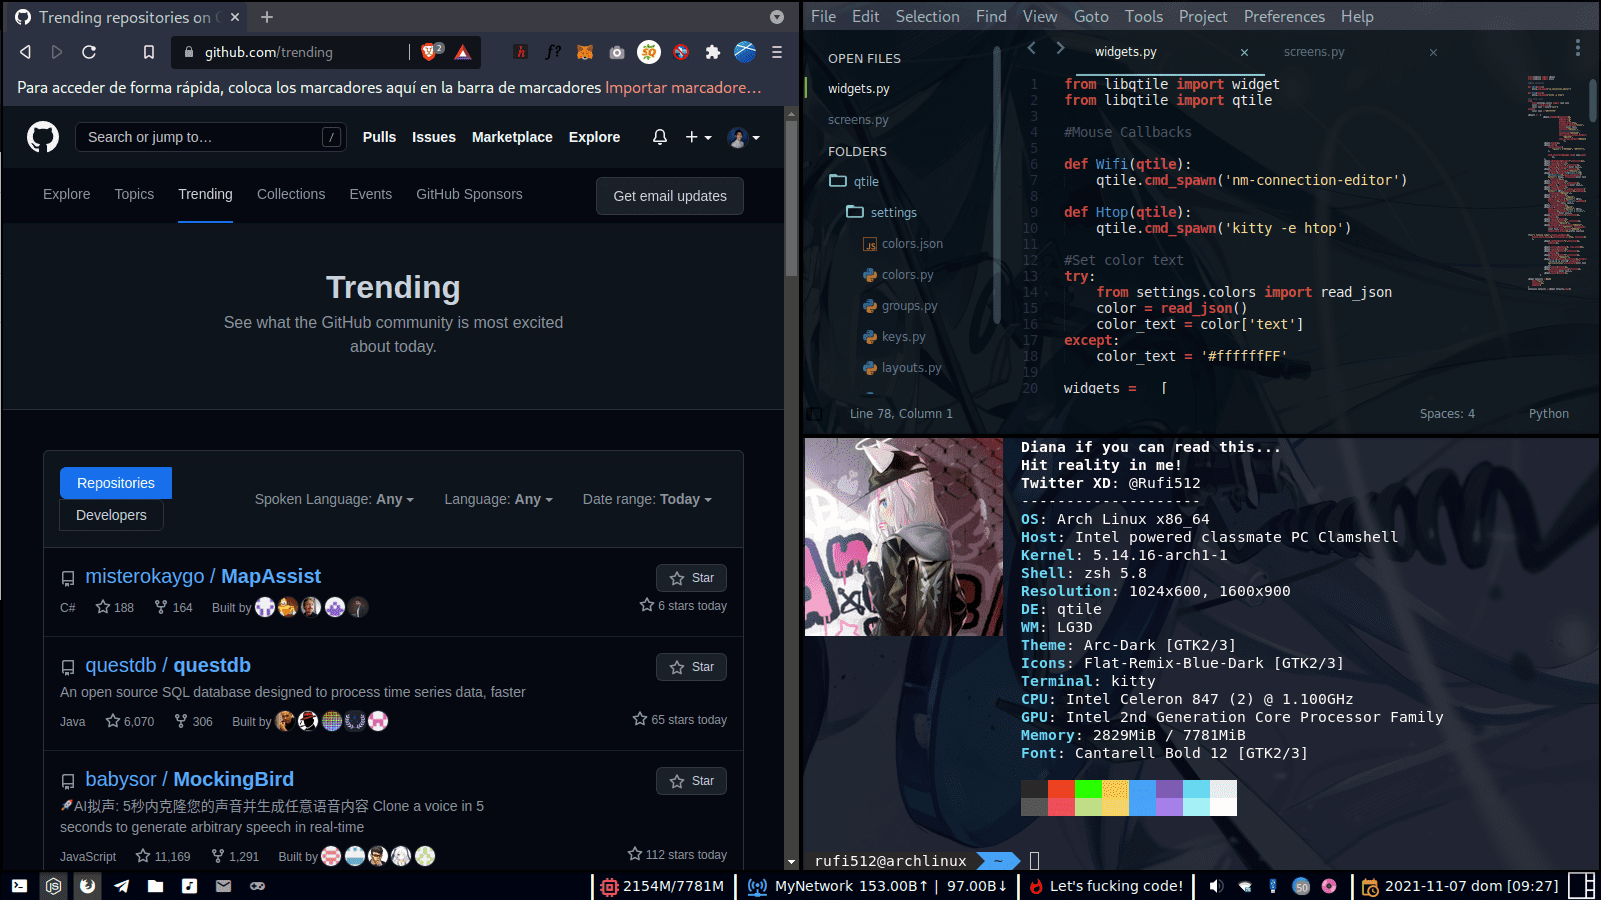 Trending repositories on G
github.com/trending
2
Para acceder de forma rápida, coloca los marcadores aquí en la barra de marcadores Importar marcadore...
Search or jump to…
/
Pulls Issues Marketplace Explore
Explore Topics Trending Collections Events GitHub Sponsors
Get email updates
Trending
See what the GitHub community is most excited
about today.
Repositories
Developers
Spoken Language: Any
Language: Any
Date range: Today
misterokaygo / MapAssist
Star
C# 188 164 Built by
6 stars today
questdb / questdb
Star
An open source SQL database designed to process time series data, faster
Java 6,070 306 Built by
65 stars today
babysor / MockingBird
Star
🚀AI拟声: 5秒内克隆您的声音并生成任意语音内容 Clone a voice in 5
seconds to generate arbitrary speech in real-time
JavaScript 11,169 1,291 Built by
112 stars today
File Edit Selection Find View Goto Tools Project Preferences Help
OPEN FILES
widgets.py
screens.py
FOLDERS
qtile
settings
colors.json
colors.py
groups.py
keys.py
layouts.py
widgets.py
screens.py
1 from libqtile import widget
2 from libqtile import qtile
3
4 #Mouse Callbacks
5
6 def Wifi(qtile):
7 qtile.cmd_spawn('nm-connection-editor')
8
9 def Htop(qtile):
10 qtile.cmd_spawn('kitty -e htop')
11
12 #Set color text
13 try:
14 from settings.colors import read_json
15 color = read_json()
16 color_text = color['text']
17 except:
18 color_text = '#ffffffFF'
19
20 widgets = [
Line 78, Column 1
Spaces: 4
Python
Diana if you can read this...
Hit reality in me!
Twitter XD: @Rufi512
--------------------
OS: Arch Linux x86_64
Host: Intel powered classmate PC Clamshell
Kernel: 5.14.16-arch1-1
Shell: zsh 5.8
Resolution: 1024x600, 1600x900
DE: qtile
WM: LG3D
Theme: Arc-Dark [GTK2/3]
Icons: Flat-Remix-Blue-Dark [GTK2/3]
Terminal: kitty
CPU: Intel Celeron 847 (2) @ 1.100GHz
GPU: Intel 2nd Generation Core Processor Family
Memory: 2829MiB / 7781MiB
Font: Cantarell Bold 12 [GTK2/3]
rufi512@archlinux ~
2154M/7781M
MyNetwork 153.00B↑ | 97.00B↓
Let's fucking code!
50
2021-11-07 dom [09:27]